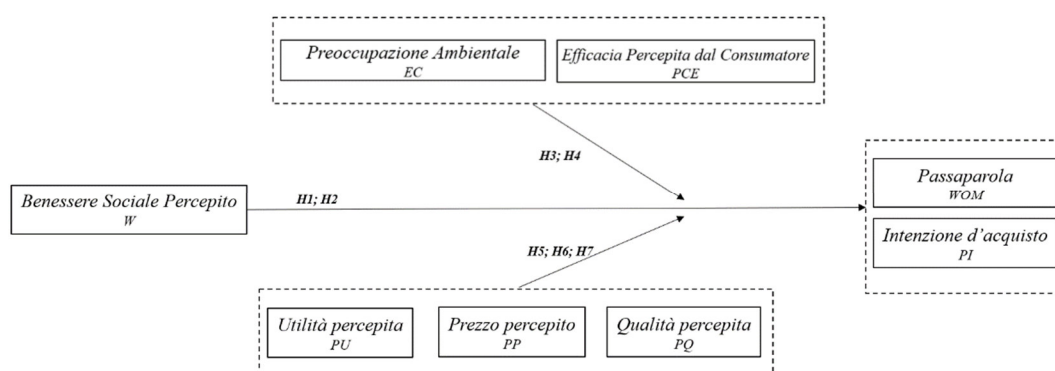 Preoccupazione Ambientale
EC
Efficacia Percepita dal Consumatore
PCE
H3; H4
Benessere Sociale Percepito
W
H1; H2
Passaparola
WOM
Intenzione d’acquisto
PI
H5; H6; H7
Utilità percepita
PU
Prezzo percepito
PP
Qualità percepita
PQ